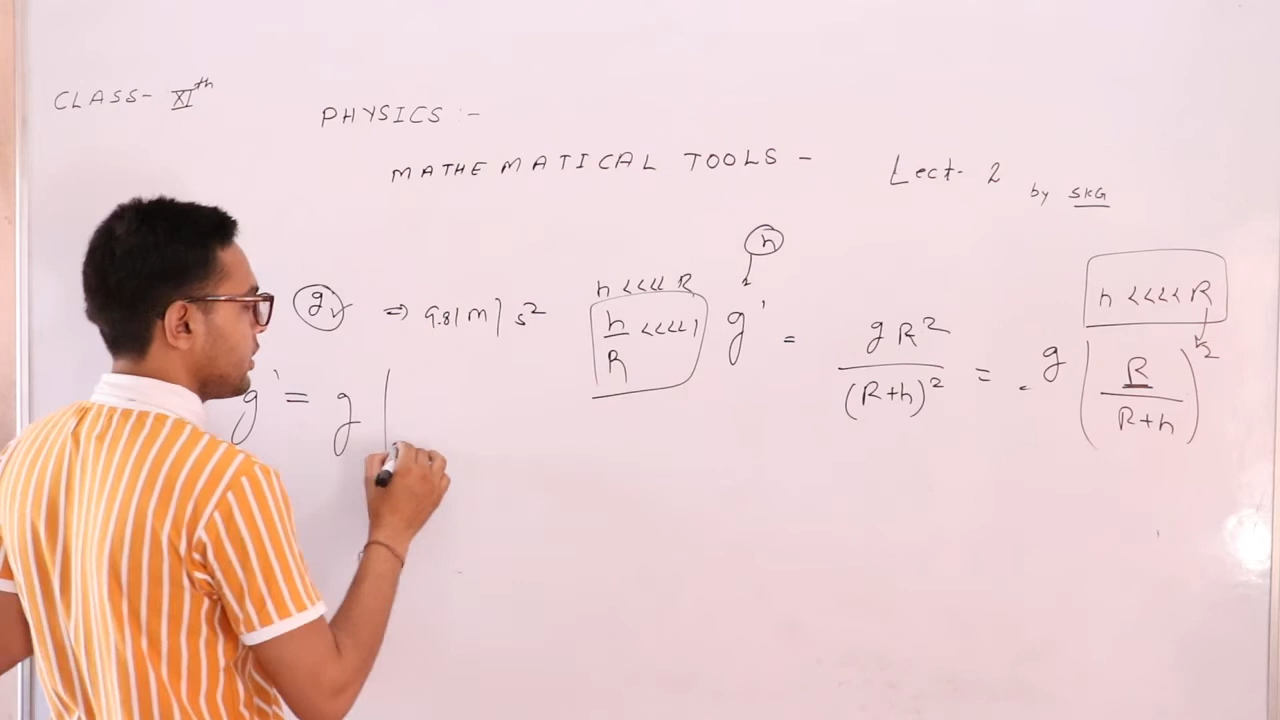 CLASS- XIth
PHYSICS :-
MATHEMATICAL TOOLS -
Lect- 2
by SKG
g ⇒ 9.81 m/s²
h <<<< R
h/R <<<< 1
h
g' = gR²/(R+h)² = g (R/(R+h))²
h <<<< R
g' = g